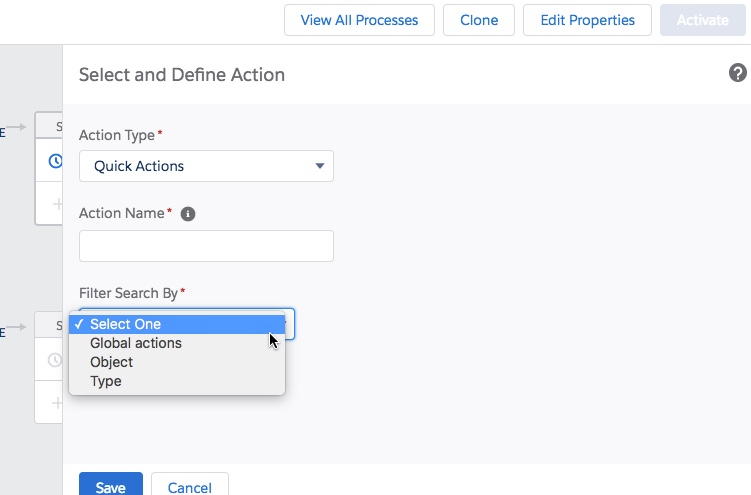 View All Processes Clone Edit Properties Activate
Select and Define Action
?
E
S
Action Type*
Quick Actions
Action Name* i
Filter Search By*
E
S
✓ Select One
Global actions
Object
Type
Save Cancel